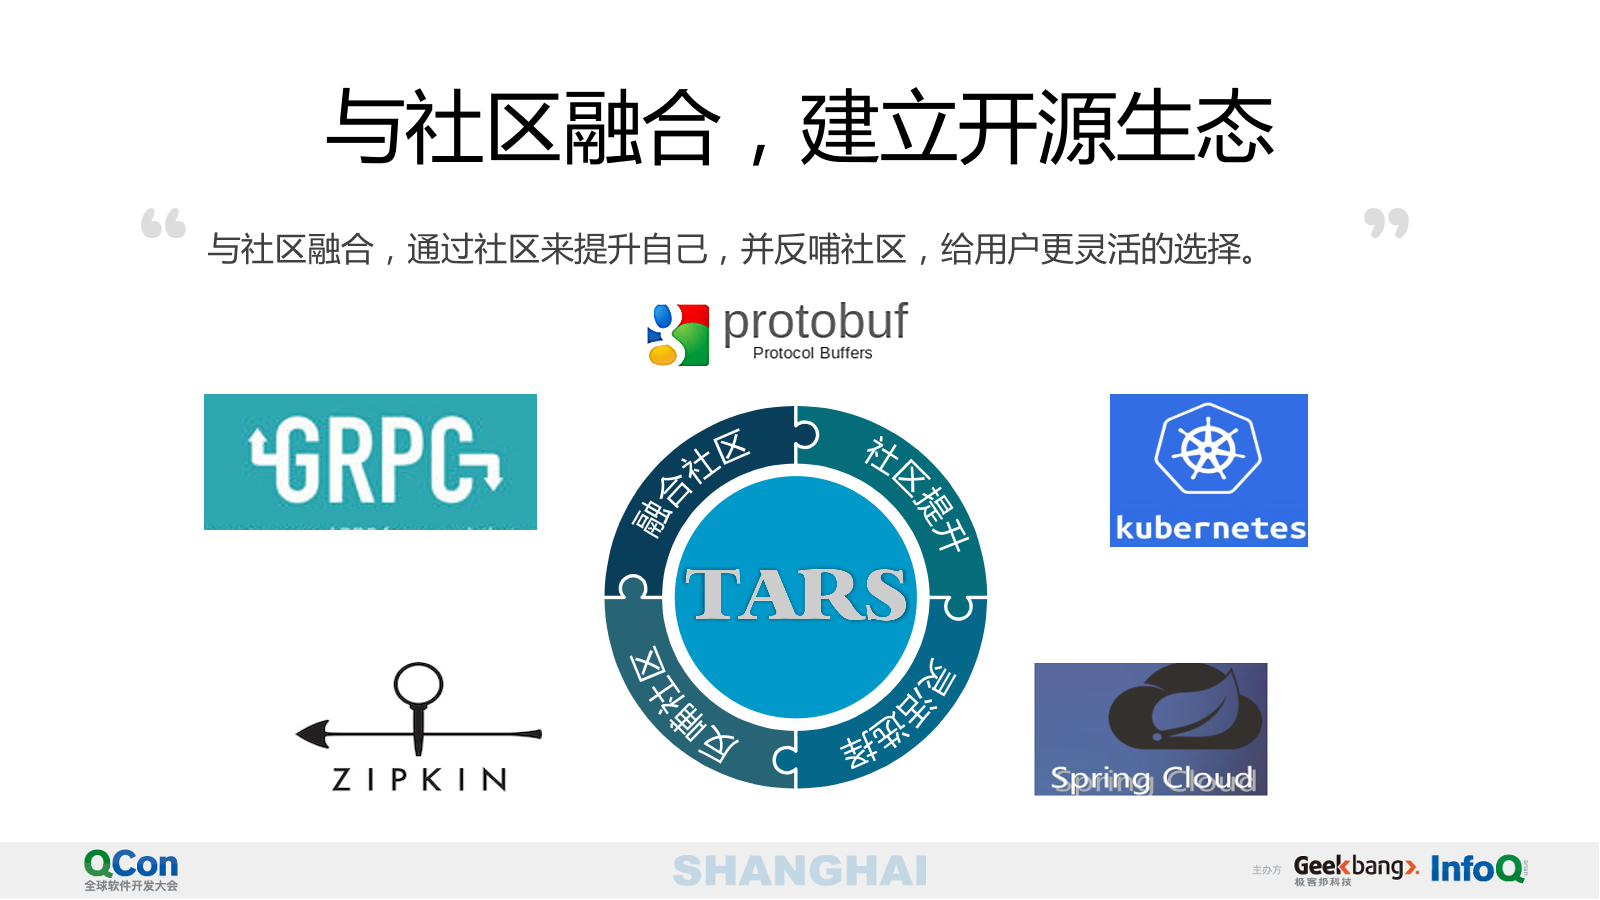 与社区融合，建立开源生态
“ 与社区融合，通过社区来提升自己，并反哺社区，给用户更灵活的选择。 ”
protobuf
Protocol Buffers
GRPC
kubernetes
融合社区
社区提升
TARS
反哺社区
灵活选择
ZIPKIN
Spring Cloud
QCon
全球软件开发大会
SHANGHAI
主办方
Geekbang
极客邦科技
InfoQ